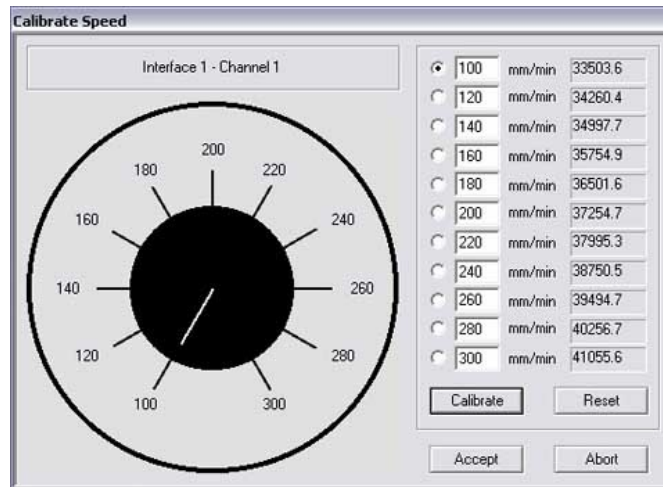 Calibrate Speed
Interface 1 - Channel 1
200
180
220
160
240
140
260
120
280
100
300
100 mm/min 33503.6
120 mm/min 34260.4
140 mm/min 34997.7
160 mm/min 35754.9
180 mm/min 36501.6
200 mm/min 37254.7
220 mm/min 37995.3
240 mm/min 38750.5
260 mm/min 39494.7
280 mm/min 40256.7
300 mm/min 41055.6
Calibrate Reset
Accept Abort